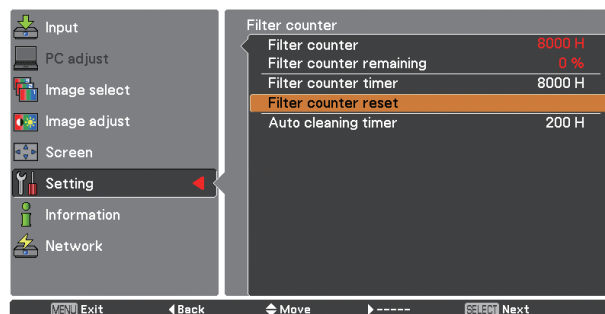 Input
PC adjust
Image select
Image adjust
Screen
Setting
Information
Network
Filter counter
Filter counter 8000 H
Filter counter remaining 0 %
Filter counter timer 8000 H
Filter counter reset
Auto cleaning timer 200 H
MENU Exit Back Move ----- SELECT Next